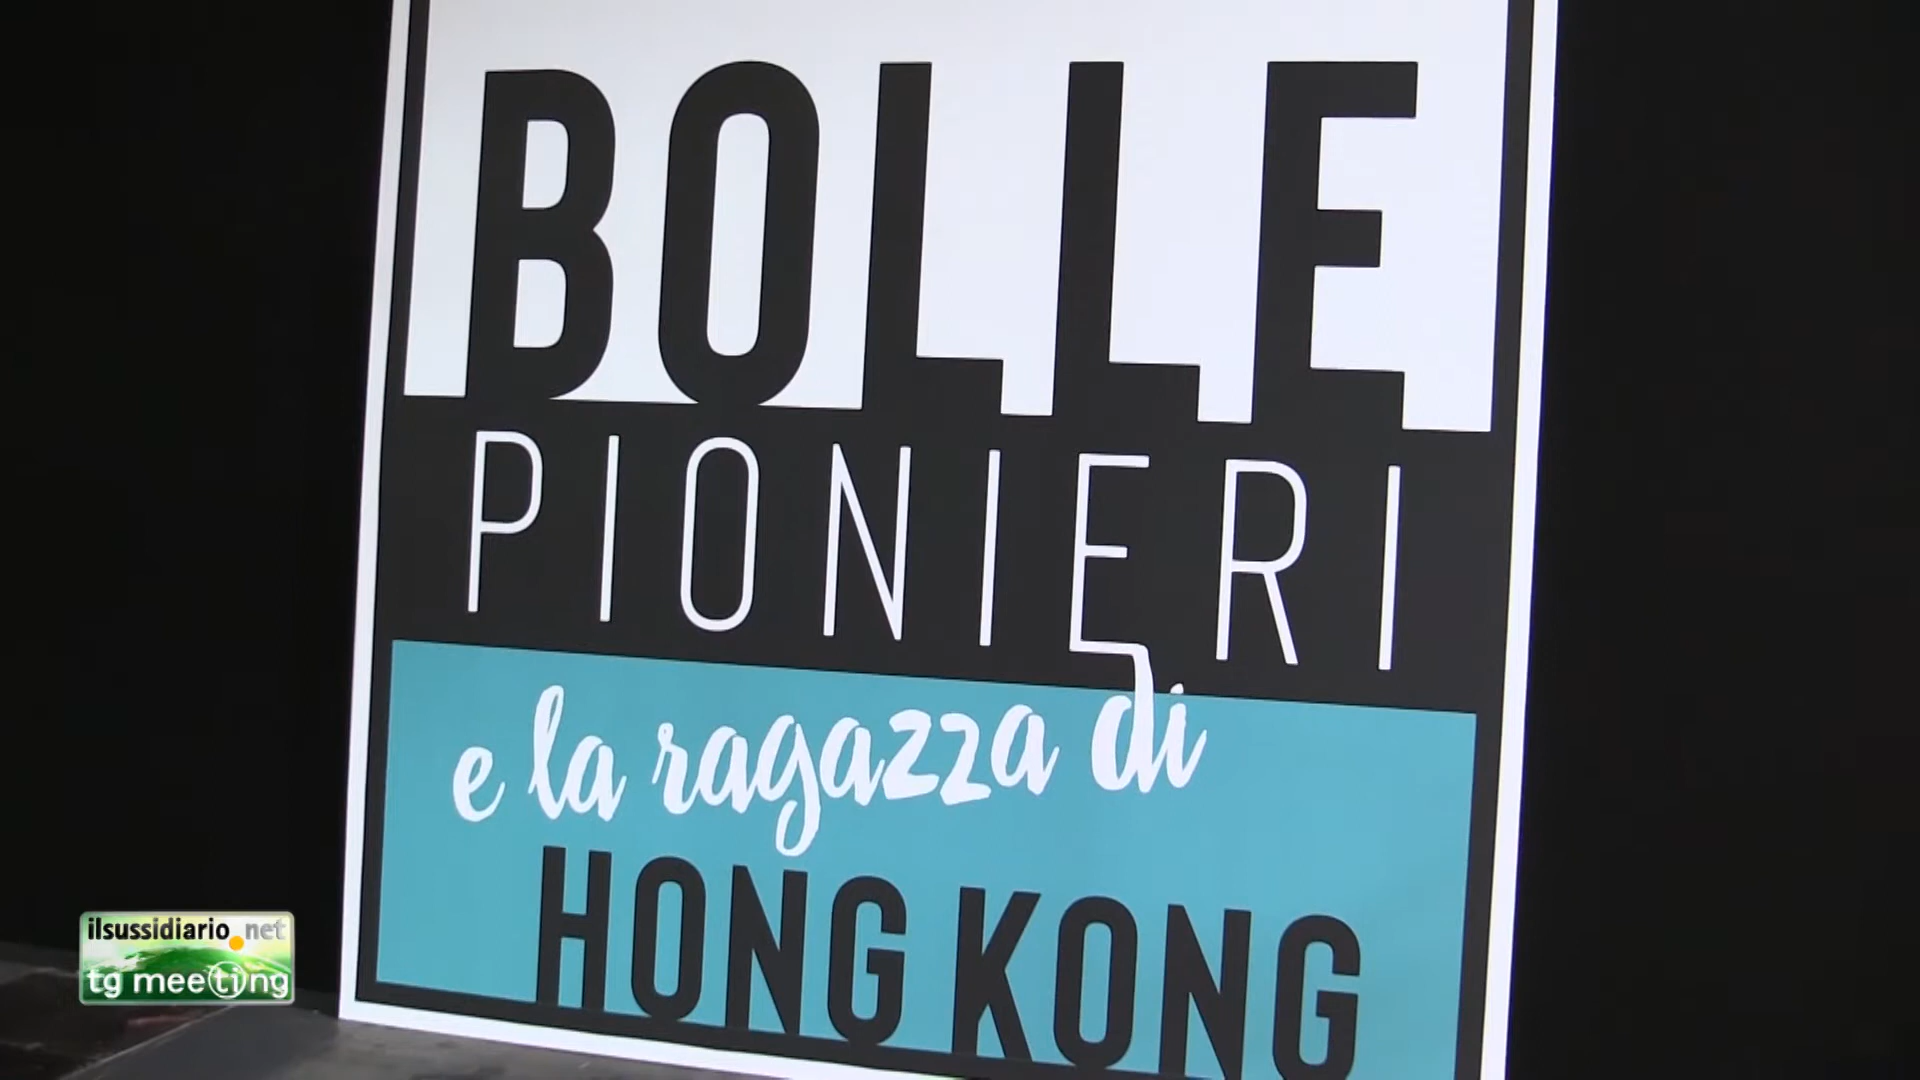 BOLLE
PIONIERI
e la ragazza di
HONG KONG
ilsussidiario.net
tg meeting